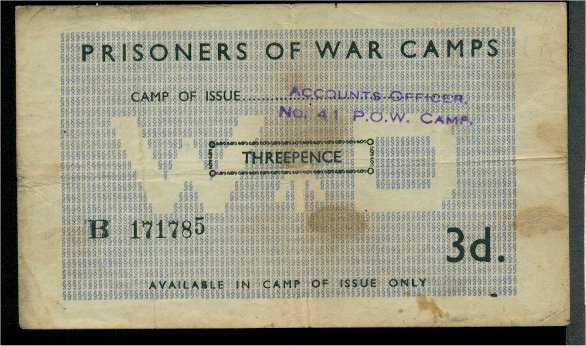 PRISONERS OF WAR CAMPS
CAMP OF ISSUE.............................
ACCOUNTS OFFICER,
No. 41 P.O.W. CAMP.
W D
THREEPENCE
B 171785
3d.
AVAILABLE IN CAMP OF ISSUE ONLY